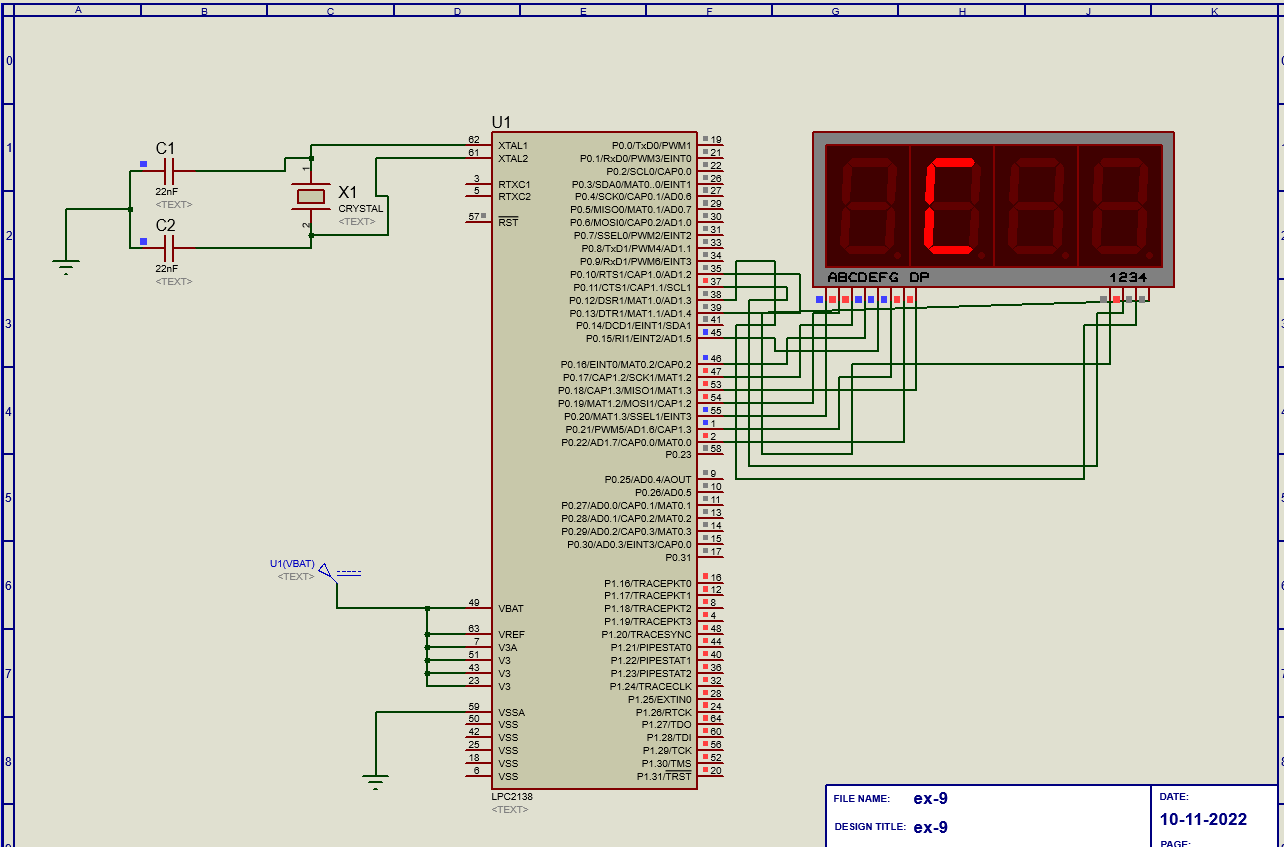 A B C D E F G H J K
0
1
2
3
4
5
6
7
8
C1
22nF
<TEXT>
C2
22nF
<TEXT>
1
2
X1
CRYSTAL
<TEXT>
U1
62 XTAL1
61 XTAL2
3 RTXC1
5 RTXC2
57 RST
49 VBAT
63 VREF
7 V3A
51 V3
43 V3
23 V3
59 VSSA
50 VSS
42 VSS
25 VSS
18 VSS
6 VSS
P0.0/TxD0/PWM1 19
P0.1/RxD0/PWM3/EINT0 21
P0.2/SCL0/CAP0.0 22
P0.3/SDA0/MAT0..0/EINT1 26
P0.4/SCK0/CAP0.1/AD0.6 27
P0.5/MISO0/MAT0.1/AD0.7 29
P0.6/MOSI0/CAP0.2/AD1.0 30
P0.7/SSEL0/PWM2/EINT2 31
P0.8/TxD1/PWM4/AD1.1 33
P0.9/RxD1/PWM6/EINT3 34
P0.10/RTS1/CAP1.0/AD1.2 35
P0.11/CTS1/CAP1.1/SCL1 37
P0.12/DSR1/MAT1.0/AD1.3 38
P0.13/DTR1/MAT1.1/AD1.4 39
P0.14/DCD1/EINT1/SDA1 41
P0.15/RI1/EINT2/AD1.5 45
P0.16/EINT0/MAT0.2/CAP0.2 46
P0.17/CAP1.2/SCK1/MAT1.2 47
P0.18/CAP1.3/MISO1/MAT1.3 53
P0.19/MAT1.2/MOSI1/CAP1.2 54
P0.20/MAT1.3/SSEL1/EINT3 55
P0.21/PWM5/AD1.6/CAP1.3 1
P0.22/AD1.7/CAP0.0/MAT0.0 2
P0.23 58
P0.25/AD0.4/AOUT 9
P0.26/AD0.5 10
P0.27/AD0.0/CAP0.1/MAT0.1 11
P0.28/AD0.1/CAP0.2/MAT0.2 13
P0.29/AD0.2/CAP0.3/MAT0.3 14
P0.30/AD0.3/EINT3/CAP0.0 15
P0.31 17
P1.16/TRACEPKT0 16
P1.17/TRACEPKT1 12
P1.18/TRACEPKT2 8
P1.19/TRACEPKT3 4
P1.20/TRACESYNC 48
P1.21/PIPESTAT0 44
P1.22/PIPESTAT1 40
P1.23/PIPESTAT2 36
P1.24/TRACECLK 32
P1.25/EXTIN0 28
P1.26/RTCK 24
P1.27/TDO 64
P1.28/TDI 60
P1.29/TCK 56
P1.30/TMS 52
P1.31/TRST 20
LPC2138
<TEXT>
U1(VBAT)
<TEXT>
C
ABCDEFG DP 1234
FILE NAME: ex-9
DESIGN TITLE: ex-9
DATE:
10-11-2022
PAGE: